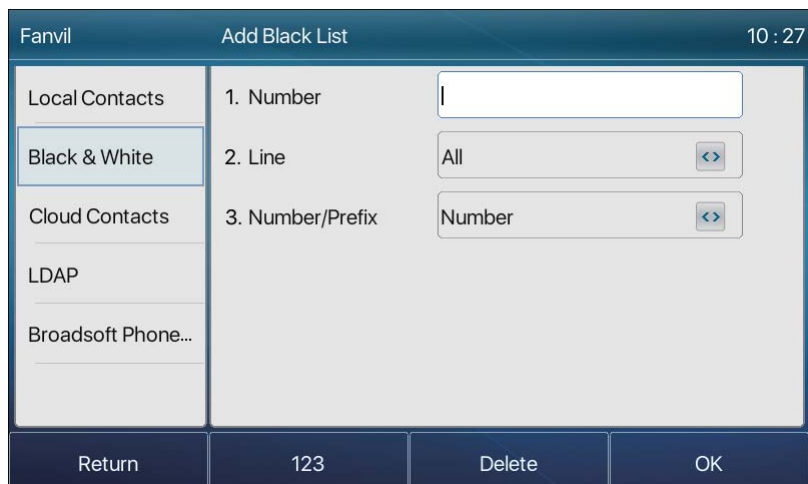 Fanvil Add Black List 10 : 27
Local Contacts
Black & White
Cloud Contacts
LDAP
Broadsoft Phone...
1. Number
2. Line All <>
3. Number/Prefix Number <>
Return 123 Delete OK